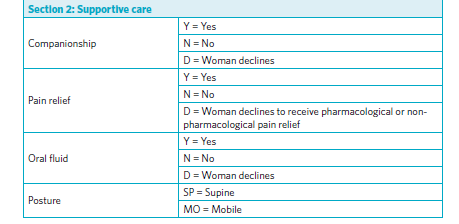 Section 2: Supportive care
Companionship
Y = Yes
N = No
D = Woman declines
Pain relief
Y = Yes
N = No
D = Woman declines to receive pharmacological or non-
pharmacological pain relief
Oral fluid
Y = Yes
N = No
D = Woman declines
Posture
SP = Supine
MO = Mobile